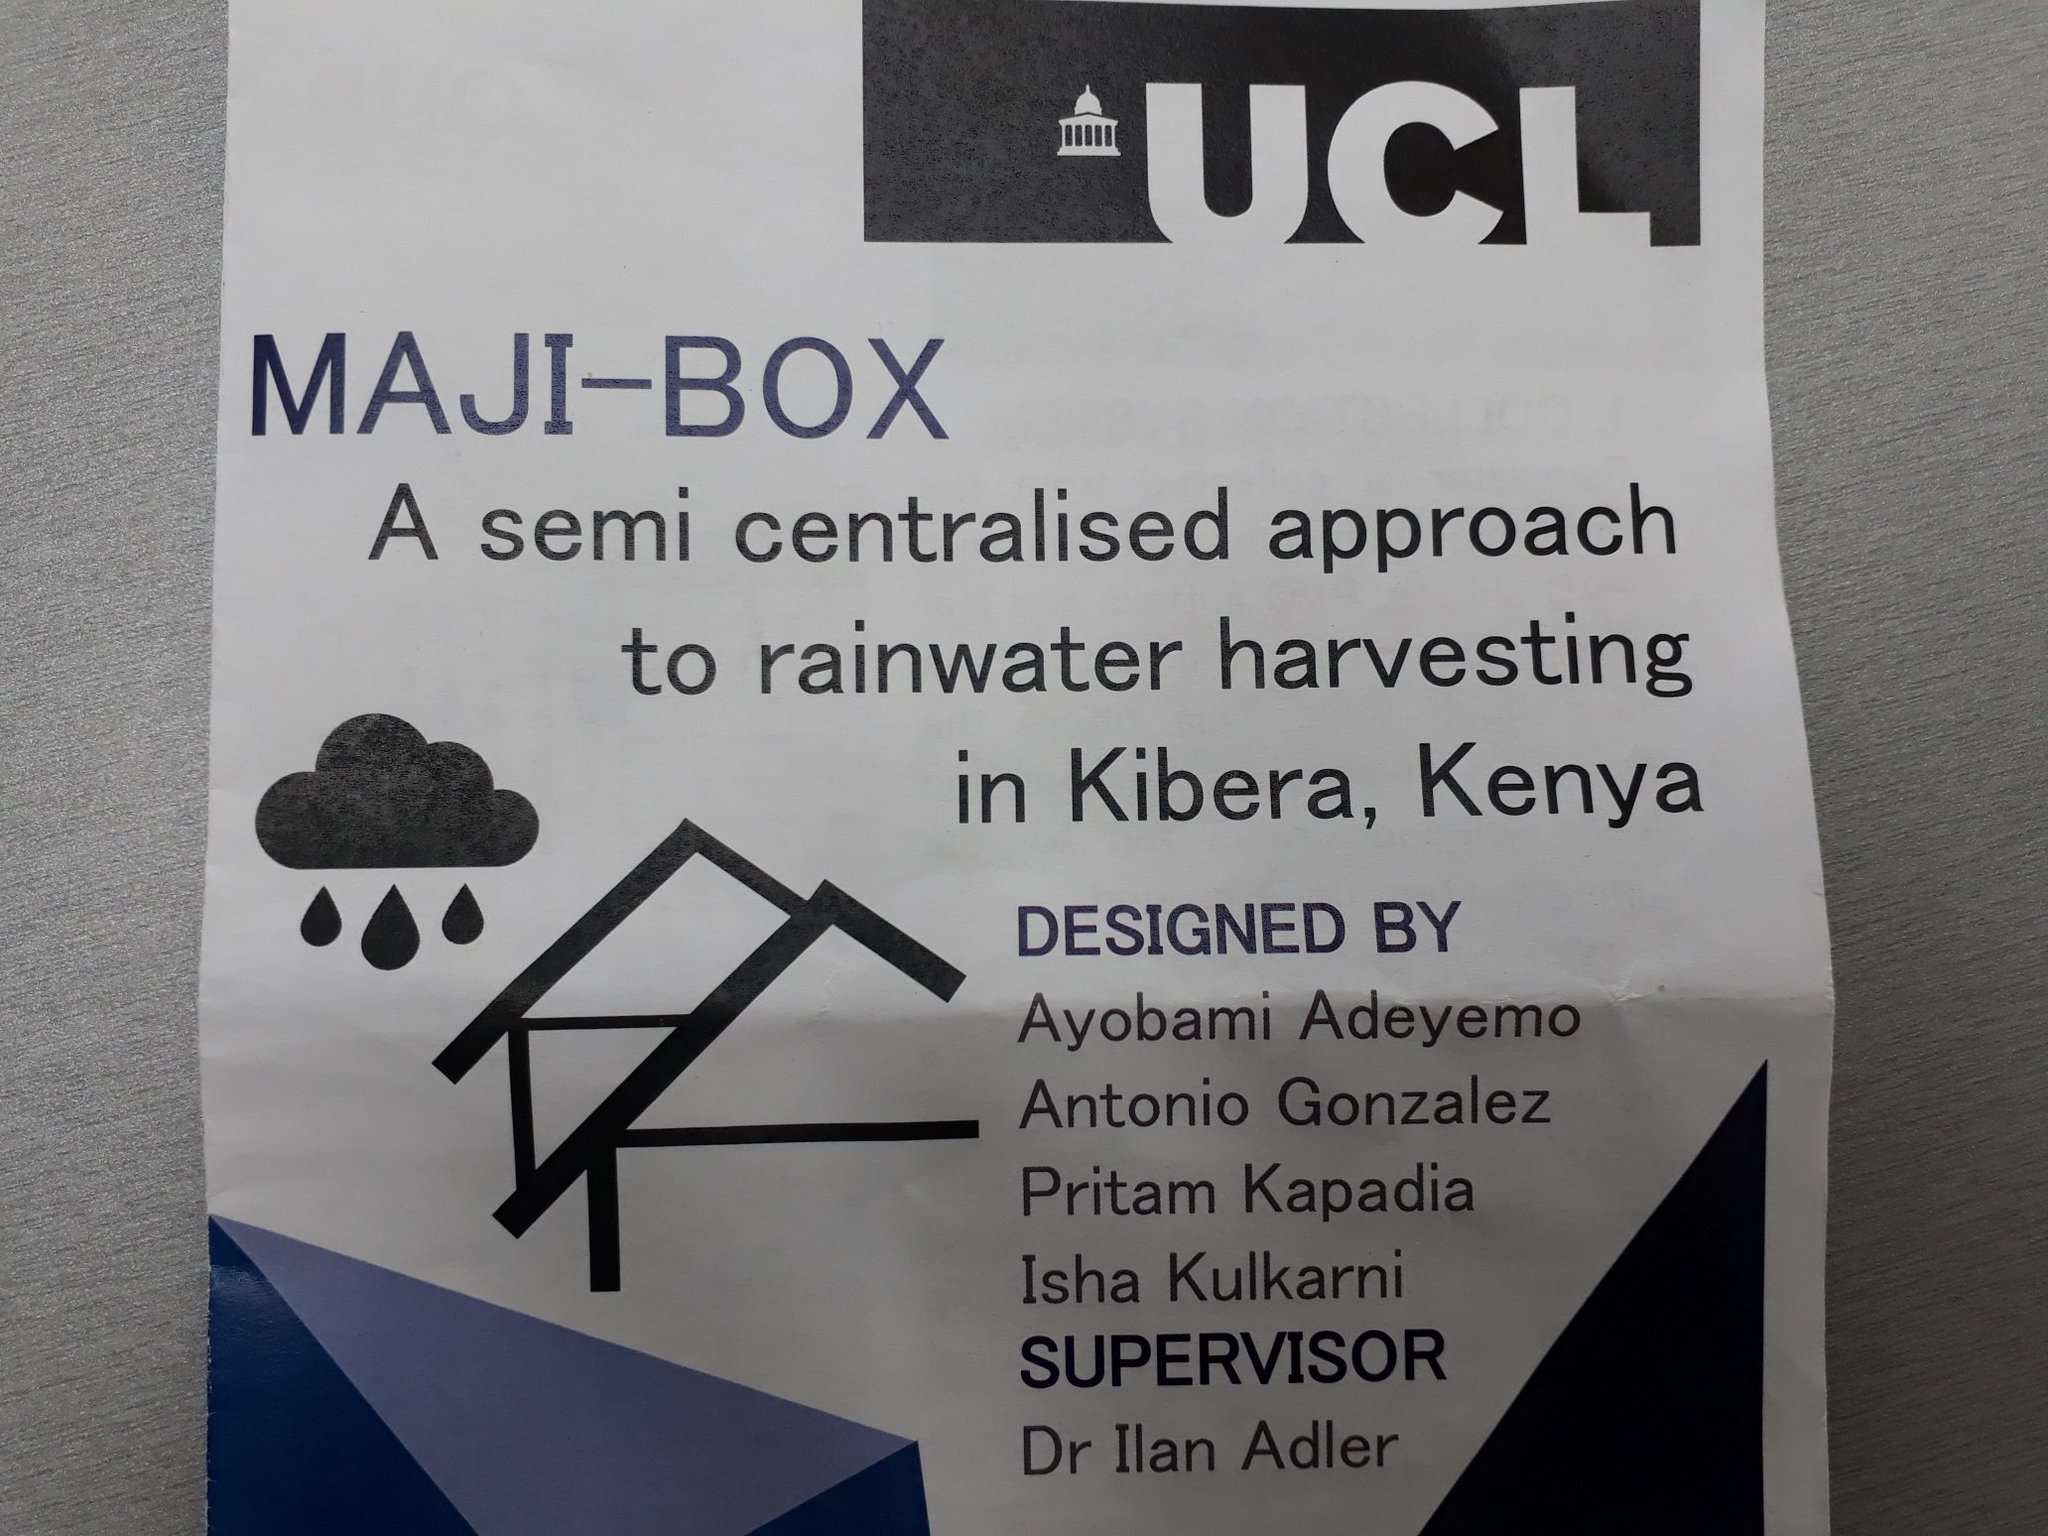 UCL
MAJI-BOX
A semi centralised approach
to rainwater harvesting
in Kibera, Kenya
DESIGNED BY
Ayobami Adeyemo
Antonio Gonzalez
Pritam Kapadia
Isha Kulkarni
SUPERVISOR
Dr Ilan Adler